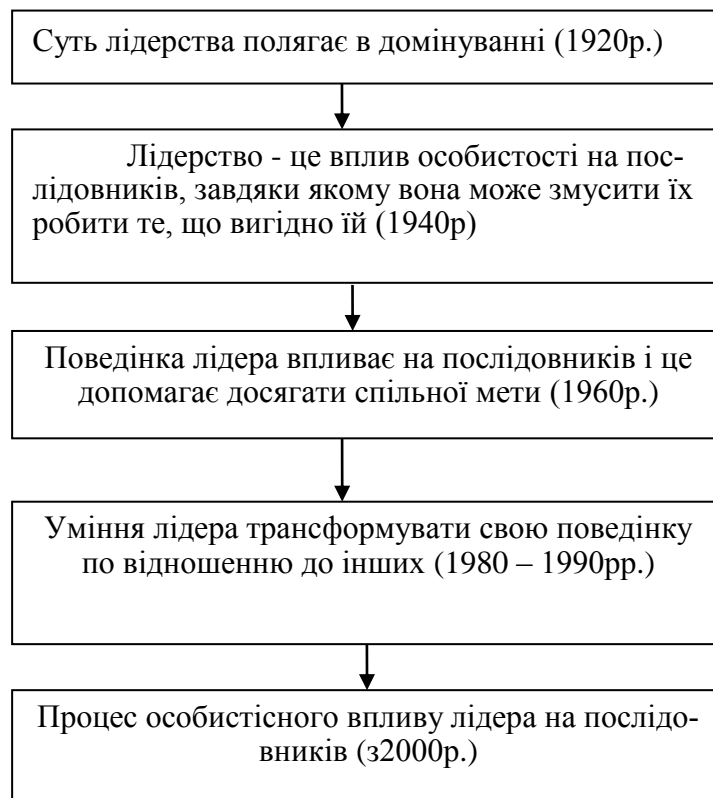 Суть лідерства полягає в домінуванні (1920р.)
Лідерство - це вплив особистості на пос-
лідовників, завдяки якому вона може змусити їх
робити те, що вигідно їй (1940р)
Поведінка лідера впливає на послідовників і це
допомагає досягати спільної мети (1960р.)
Уміння лідера трансформувати свою поведінку
по відношенню до інших (1980 – 1990рр.)
Процес особистісного впливу лідера на послідо-
вників (з2000р.)